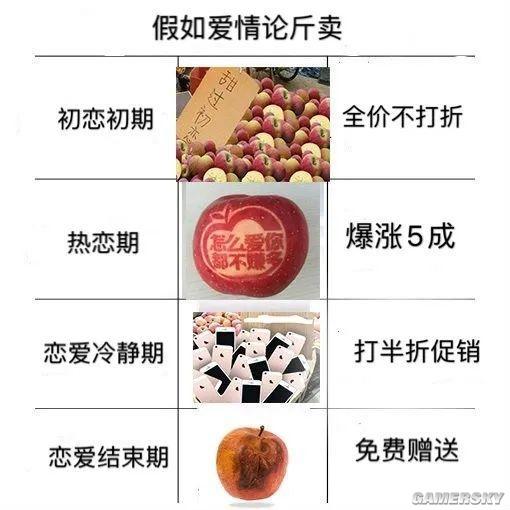 假如爱情论斤卖
初恋初期
甜过初恋
全价不打折
热恋期
怎么爱你
都不嫌多
爆涨5成
恋爱冷静期
打半折促销
恋爱结束期
免费赠送
GAMERSKY